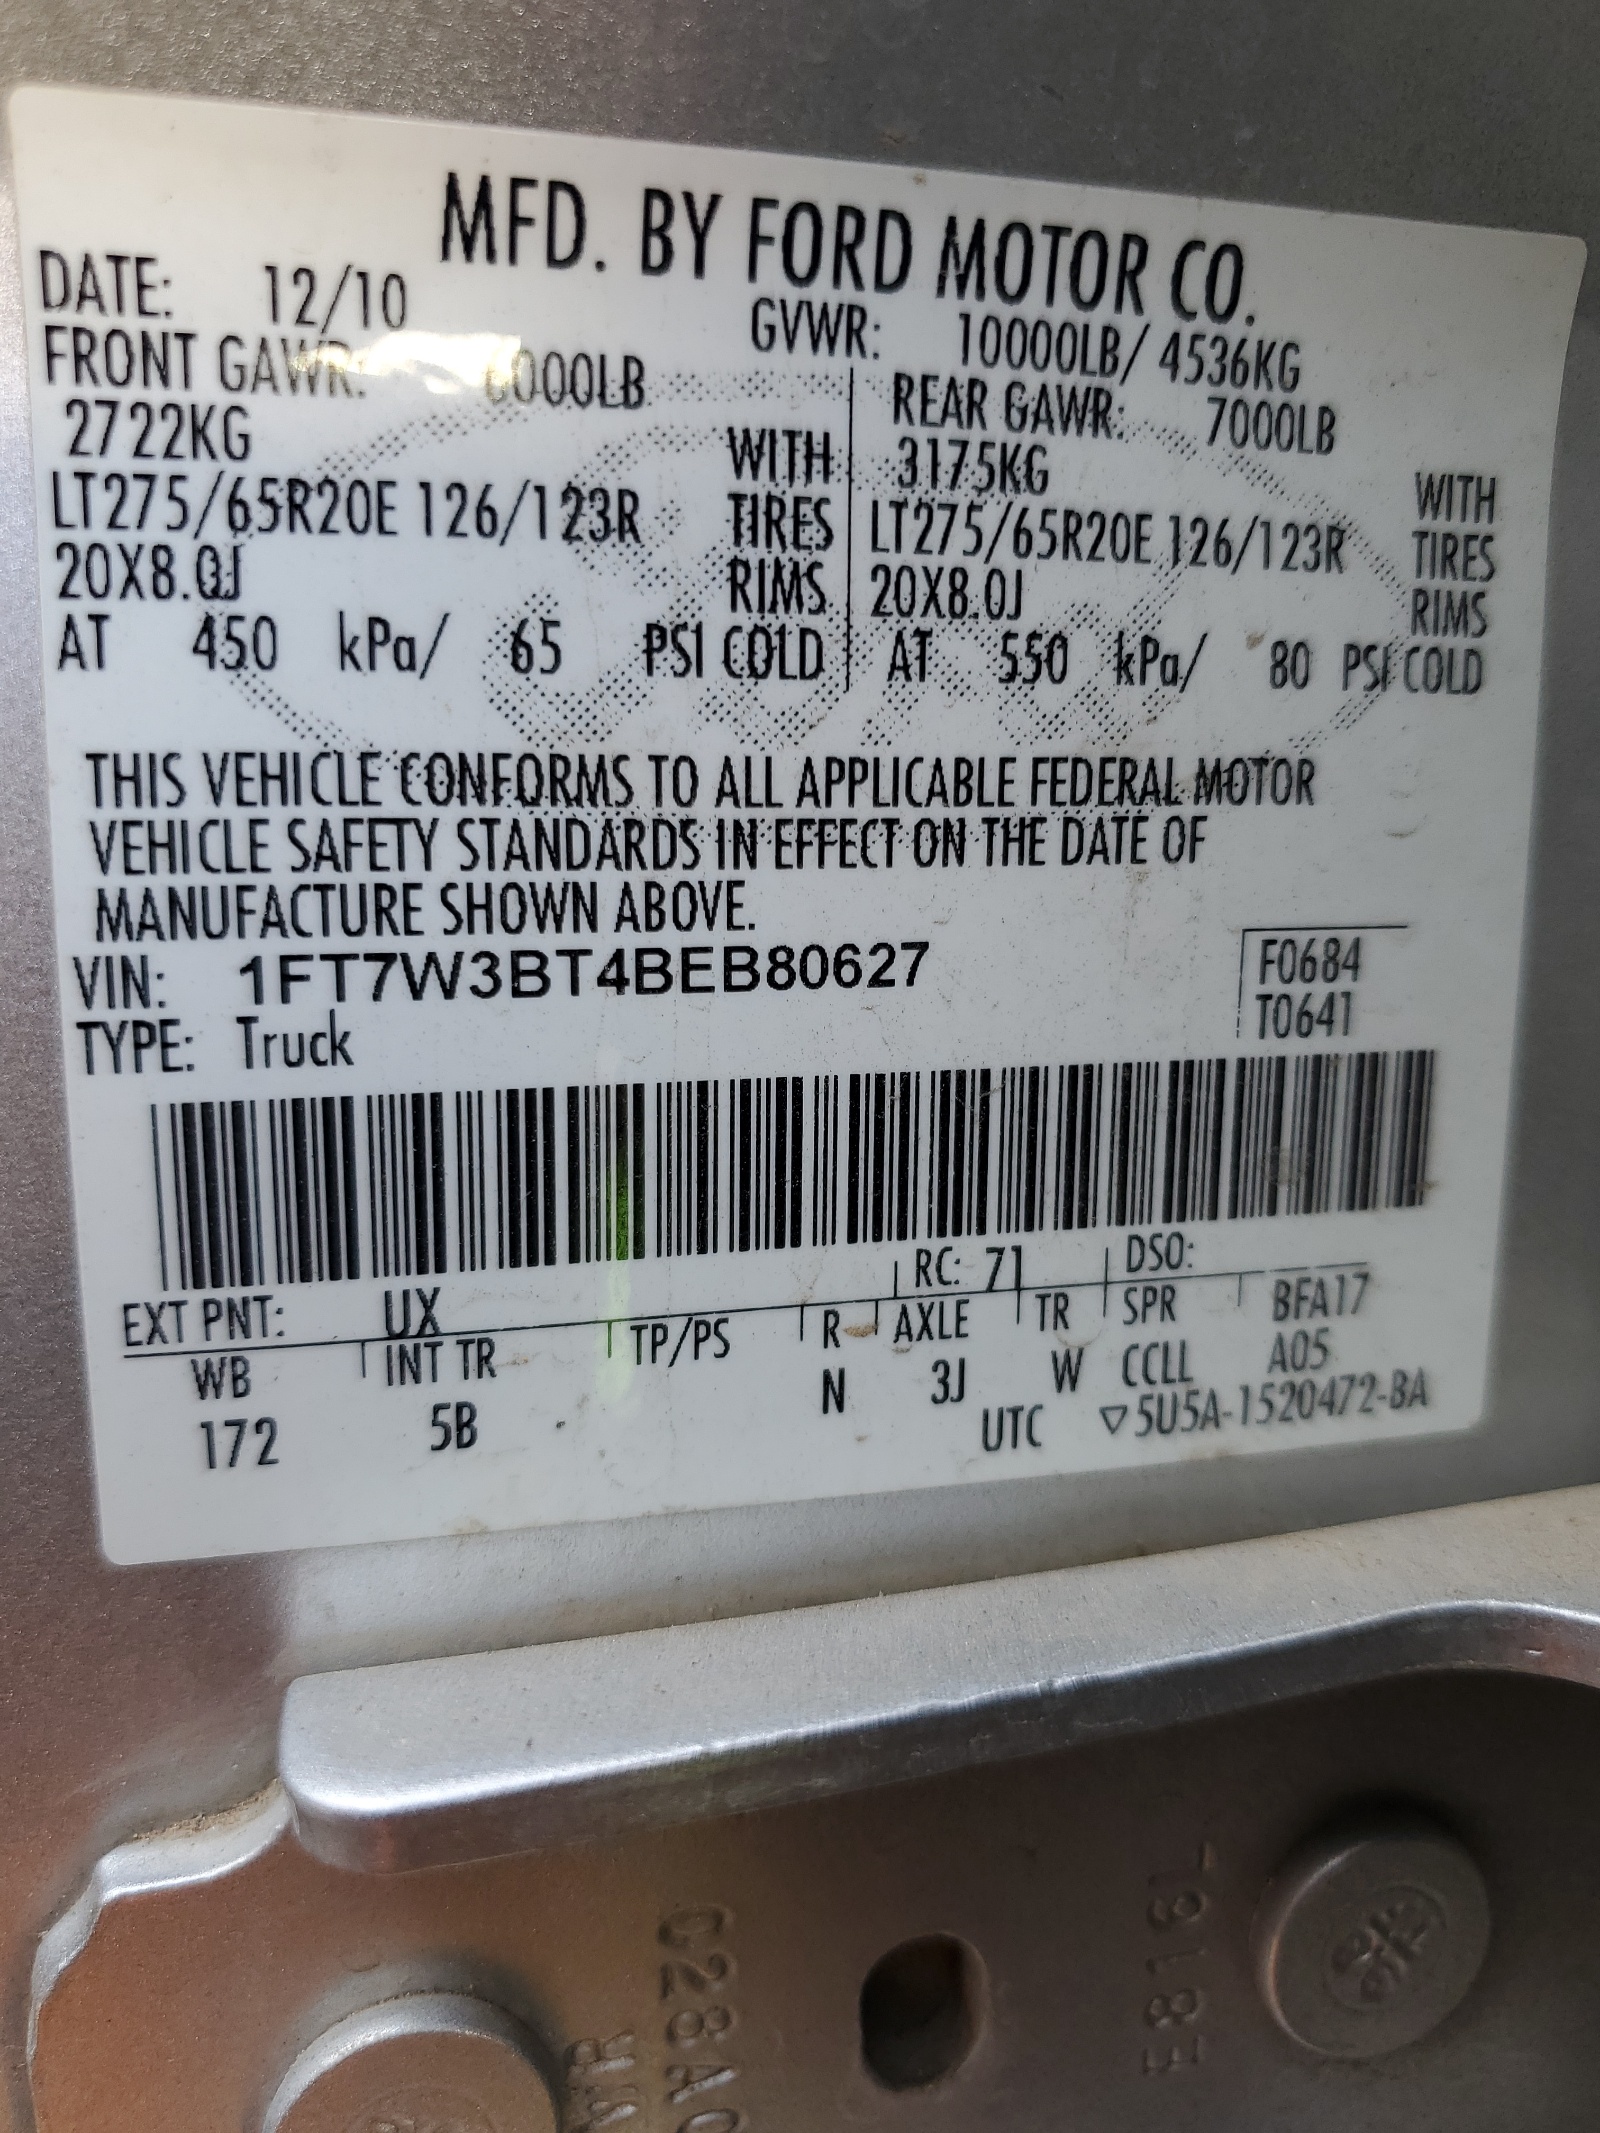 MFD. BY FORD MOTOR CO.
DATE: 12/10
GVWR: 10000LB/ 4536KG
FRONT GAWR: 6000LB
2722KG
WITH
LT275/65R20E 126/123R TIRES
20X8.0J RIMS
AT 450 kPa/ 65 PSI COLD
REAR GAWR: 7000LB
3175KG WITH
LT275/65R20E 126/123R TIRES
20X8.0J RIMS
AT 550 kPa/ 80 PSI COLD
THIS VEHICLE CONFORMS TO ALL APPLICABLE FEDERAL MOTOR
VEHICLE SAFETY STANDARDS IN EFFECT ON THE DATE OF
MANUFACTURE SHOWN ABOVE.
VIN: 1FT7W3BT4BEB80627
TYPE: Truck
F0684
T0641
EXT PNT: UX RC: 71 DSO:
WB INT TR TP/PS R AXLE TR SPR BFA17
172 5B N 3J W CCLL A05
UTC ▽5U5A-1520472-BA
E816L